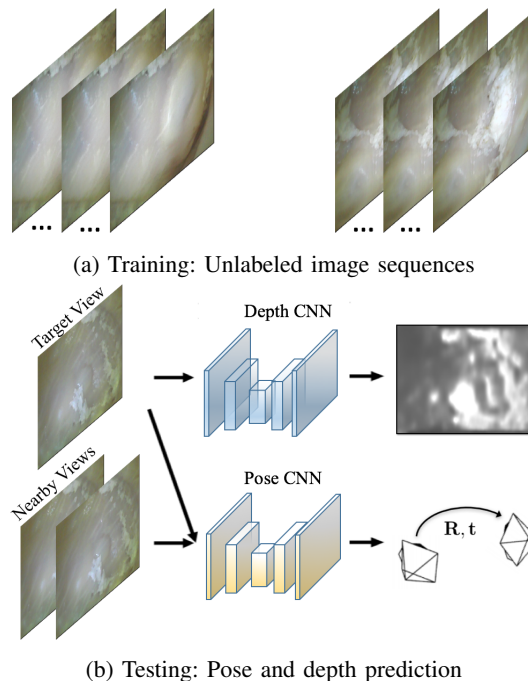 ... ... ... ...
(a) Training: Unlabeled image sequences
Target View
Depth CNN
Nearby Views
Pose CNN
R, t
(b) Testing: Pose and depth prediction